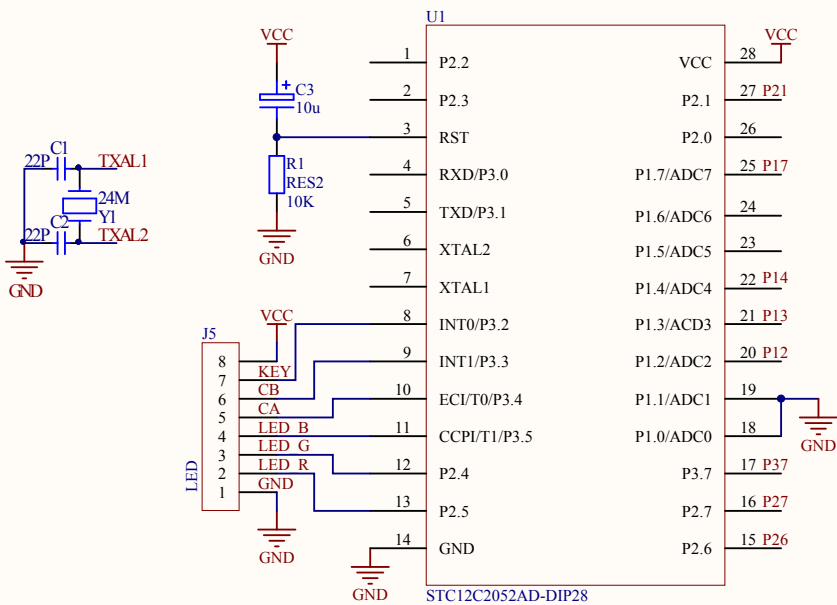 U1
VCC
C3
10u
R1
RES2
10K
GND
C1
22P
TXAL1
24M
Y1
C2
22P
TXAL2
GND
1 P2.2
2 P2.3
3 RST
4 RXD/P3.0
5 TXD/P3.1
6 XTAL2
7 XTAL1
8 INT0/P3.2
9 INT1/P3.3
10 ECI/T0/P3.4
11 CCPI/T1/P3.5
12 P2.4
13 P2.5
14 GND
GND
VCC 28 VCC
P2.1 27 P21
P2.0 26
P1.7/ADC7 25 P17
P1.6/ADC6 24
P1.5/ADC5 23
P1.4/ADC4 22 P14
P1.3/ACD3 21 P13
P1.2/ADC2 20 P12
P1.1/ADC1 19
P1.0/ADC0 18
GND
P3.7 17 P37
P2.7 16 P27
P2.6 15 P26
STC12C2052AD-DIP28
J5
VCC
8
7 KEY
6 CB
5 CA
4 LED_B
3 LED_G
2 LED_R
1 GND
LED
GND